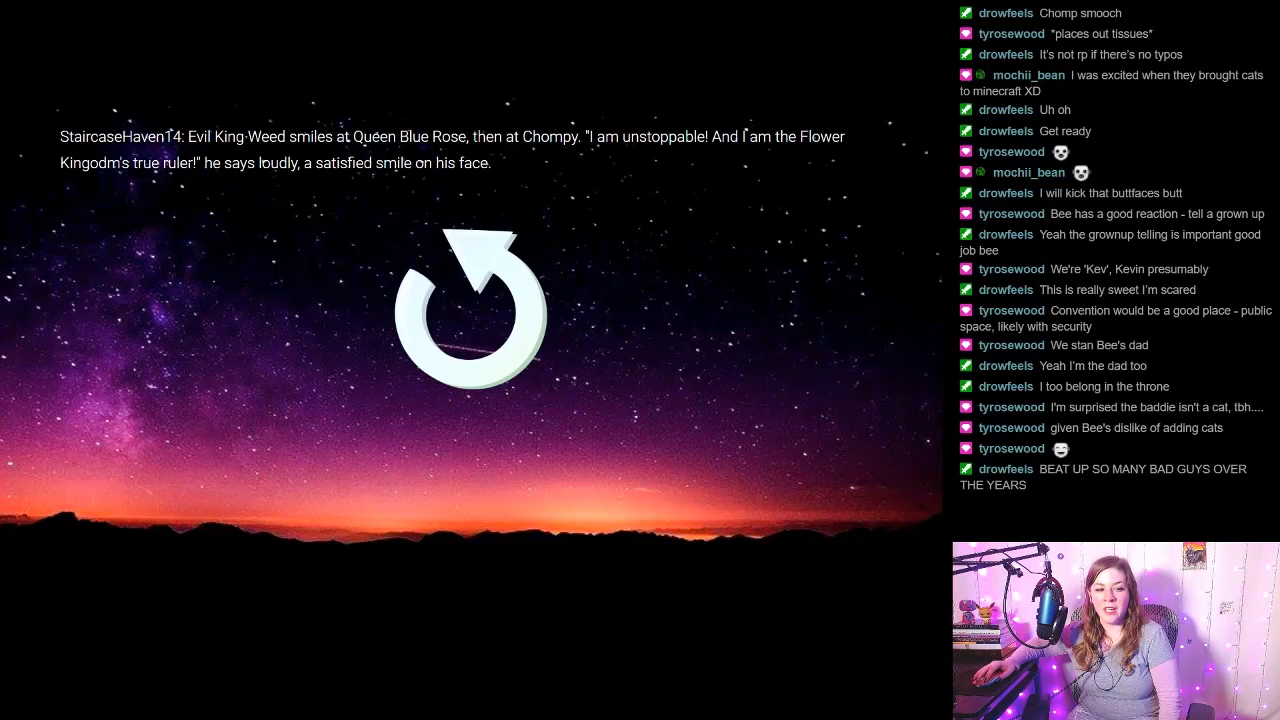 StaircaseHaven14: Evil King Weed smiles at Queen Blue Rose, then at Chompy. "I am unstoppable! And I am the Flower
Kingodm's true ruler!" he says loudly, a satisfied smile on his face.
drowfeels Chomp smooch
tyrosewood *places out tissues*
drowfeels It's not rp if there's no typos
mochii_bean I was excited when they brought cats
to minecraft XD
drowfeels Uh oh
drowfeels Get ready
tyrosewood
mochii_bean
drowfeels I will kick that buttfaces butt
tyrosewood Bee has a good reaction - tell a grown up
drowfeels Yeah the grownup telling is important good
job bee
tyrosewood We're 'Kev', Kevin presumably
drowfeels This is really sweet I'm scared
tyrosewood Convention would be a good place - public
space, likely with security
tyrosewood We stan Bee's dad
drowfeels Yeah I'm the dad too
drowfeels I too belong in the throne
tyrosewood I'm surprised the baddie isn't a cat, tbh....
tyrosewood given Bee's dislike of adding cats
tyrosewood
drowfeels BEAT UP SO MANY BAD GUYS OVER
THE YEARS